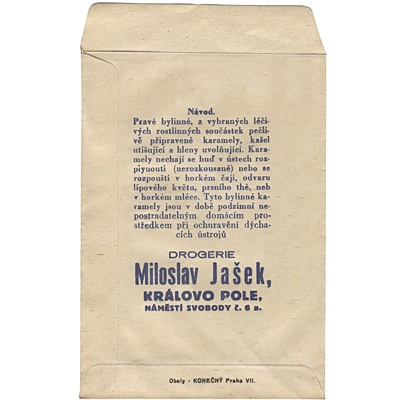 Návod.
Pravé bylinné, z vybraných léči-
vých rostlinných součástek pečli-
vě připravené karamely, kašel
utišující a hleny uvolňující. Kara-
mely nechají se buď v ústech roz-
plynouti (nerozkousané) nebo se
rozpouští v horkém čaji, odvaru
lipového květu, prsního thé, neb
v horkém mléce. Tyto bylinné ka-
ramely jsou v době podzimní ne-
postradatelným domácím pro-
středkem při ochuravění dýcha-
cích ústrojů
DROGERIE
Miloslav Jašek,
KRÁLOVO POLE,
NÁMĚSTÍ SVOBODY č. 6 a.
Obaly - KONEČNÝ Praha VII.